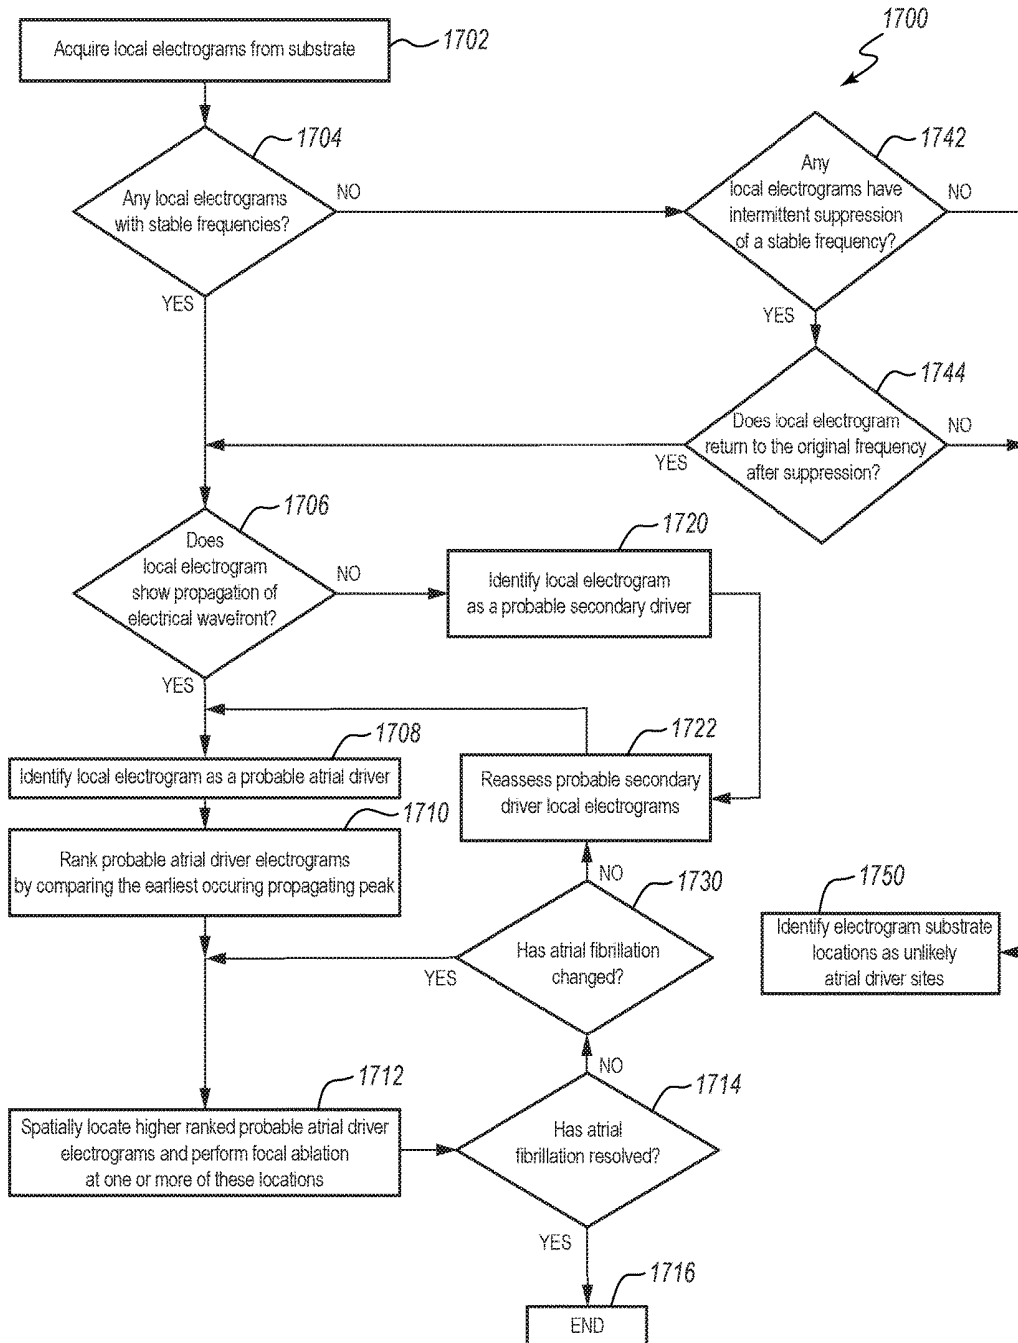 1700
Acquire local electrograms from substrate
1702
1704
Any local electrograms
with stable frequencies?
NO
YES
1742
Any
local electrograms have
intermittent suppression
of a stable frequency?
NO
YES
1744
Does local electrogram
return to the original frequency
after suppression?
NO
YES
1706
Does
local electrogram
show propagation of
electrical wavefront?
NO
YES
1720
Identify local electrogram
as a probable secondary driver
1708
Identify local electrogram as a probable atrial driver
1722
Reassess probable secondary
driver local electrograms
1710
Rank probable atrial driver electrograms
by comparing the earliest occuring propagating peak
NO
1730
Has atrial fibrillation
changed?
YES
1750
Identify electrogram substrate
locations as unlikely
atrial driver sites
1712
Spatially locate higher ranked probable atrial driver
electrograms and perform focal ablation
at one or more of these locations
NO
1714
Has atrial
fibrillation resolved?
YES
1716
END